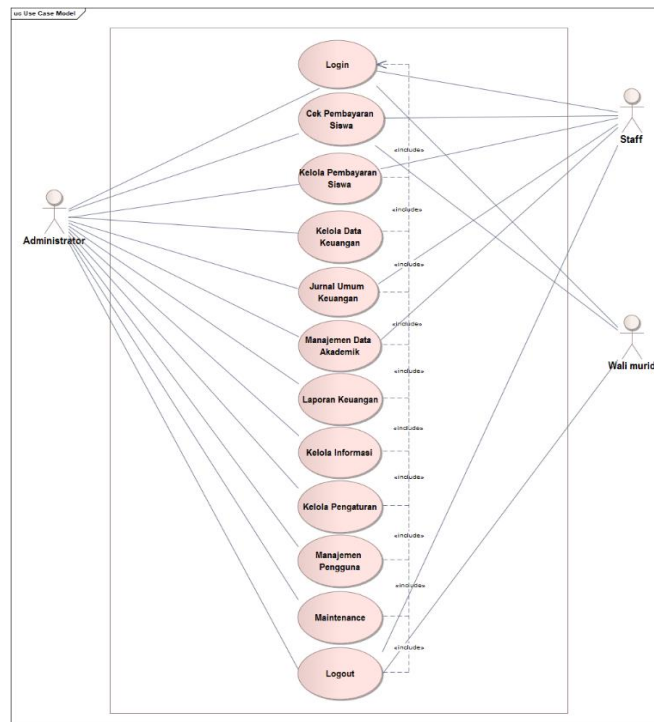 uc Use Case Model
Login
Cek Pembayaran
Siswa
Staff
«include»
Kelola Pembayaran
Siswa
Administrator
«include»
Kelola Data
Keuangan
«include»
Jurnal Umum
Keuangan
«include»
Manajemen Data
Akademik
Wali murid
«include»
Laporan Keuangan
«include»
Kelola Informasi
«include»
Kelola Pengaturan
«include»
Manajemen
Pengguna
«include»
Maintenance
«include»
Logout